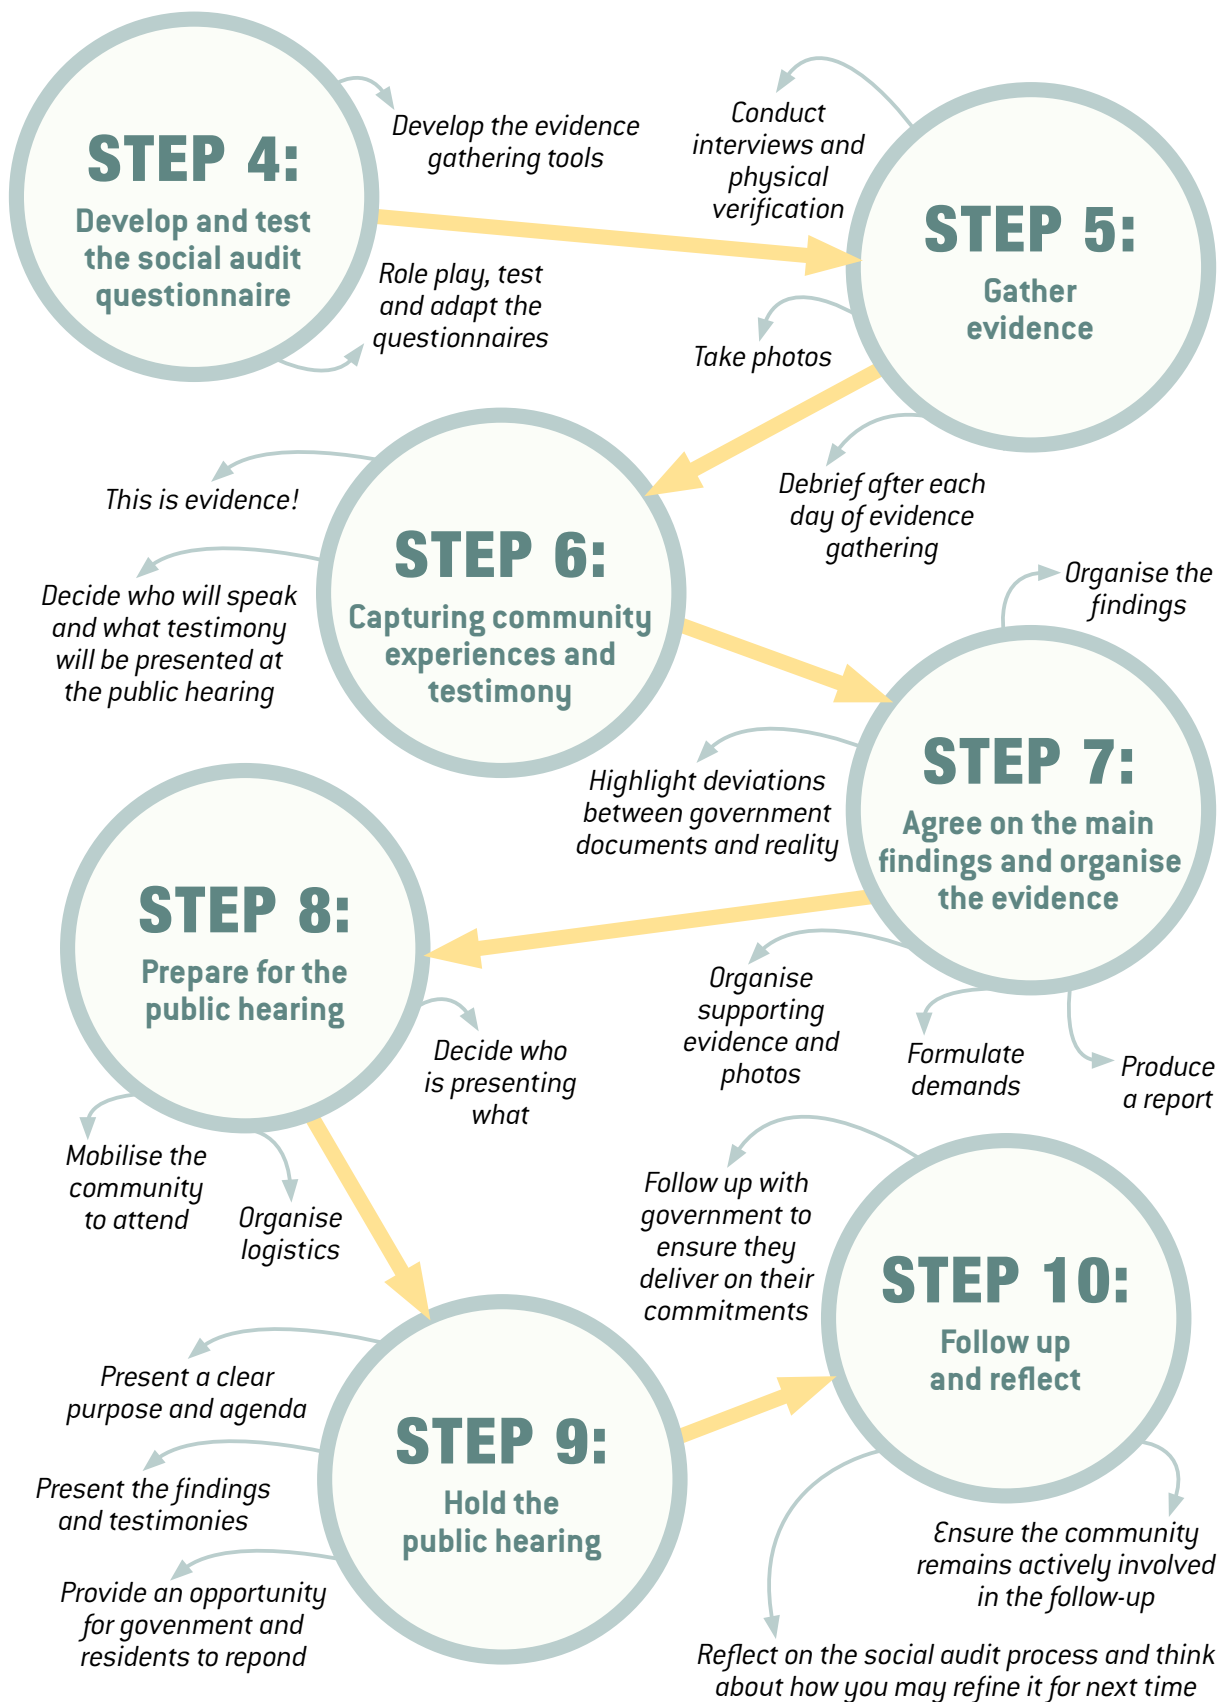 STEP 4:
Develop and test
the social audit
questionnaire
Develop the evidence
gathering tools
Role play, test
and adapt the
questionnaires
Conduct
interviews and
physical
verification
STEP 5:
Gather
evidence
Take photos
Debrief after each
day of evidence
gathering
This is evidence!
Decide who will speak
and what testimony
will be presented at
the public hearing
STEP 6:
Capturing community
experiences and
testimony
Organise the
findings
STEP 7:
Agree on the main
findings and organise
the evidence
Highlight deviations
between government
documents and reality
Organise
supporting
evidence and
photos
Formulate
demands
Produce
a report
STEP 8:
Prepare for the
public hearing
Decide who
is presenting
what
Mobilise the
community
to attend
Organise
logistics
STEP 9:
Hold the
public hearing
Present a clear
purpose and agenda
Present the findings
and testimonies
Provide an opportunity
for govenment and
residents to repond
Follow up with
government to
ensure they
deliver on their
commitments
STEP 10:
Follow up
and reflect
Ensure the community
remains actively involved
in the follow-up
Reflect on the social audit process and think
about how you may refine it for next time